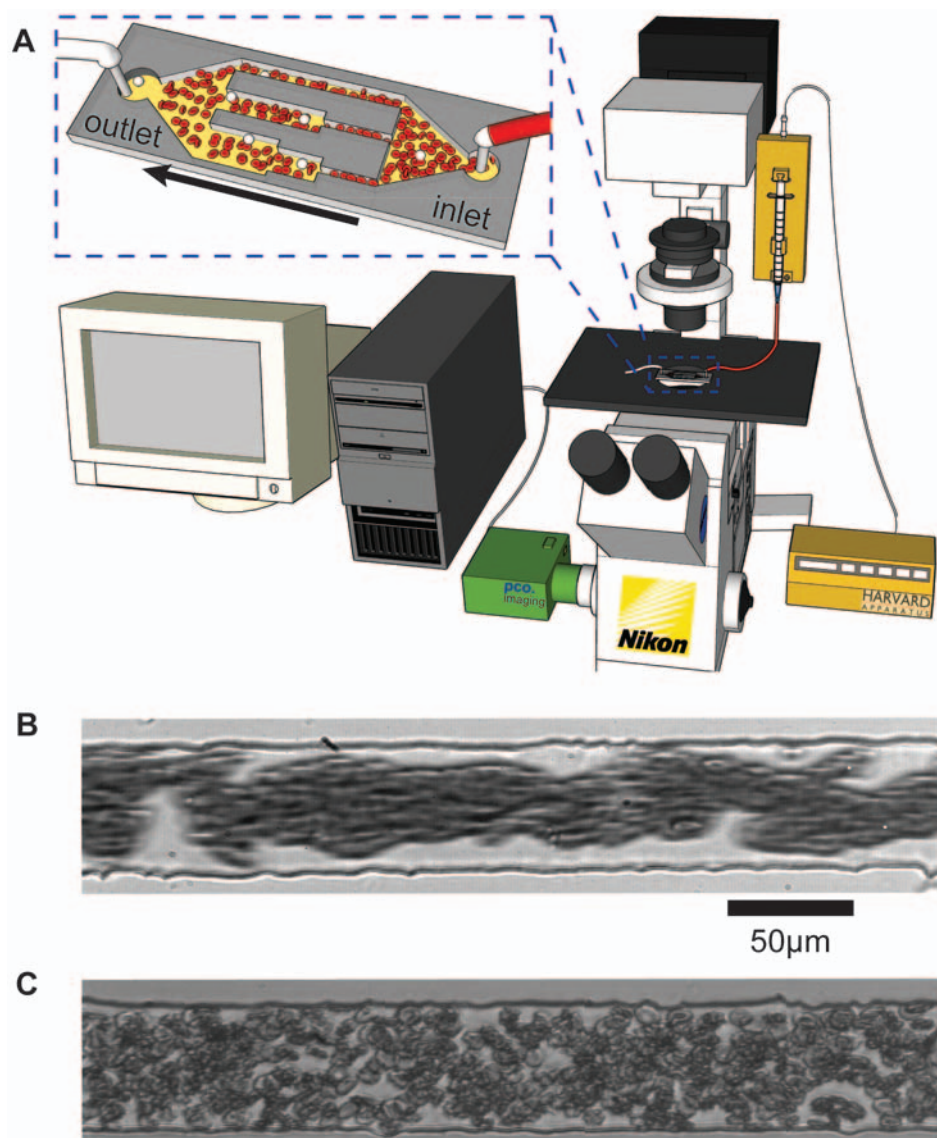 A
outlet
inlet
pco.
imaging
Nikon
HARVARD
APPARATUS
B
50µm
C